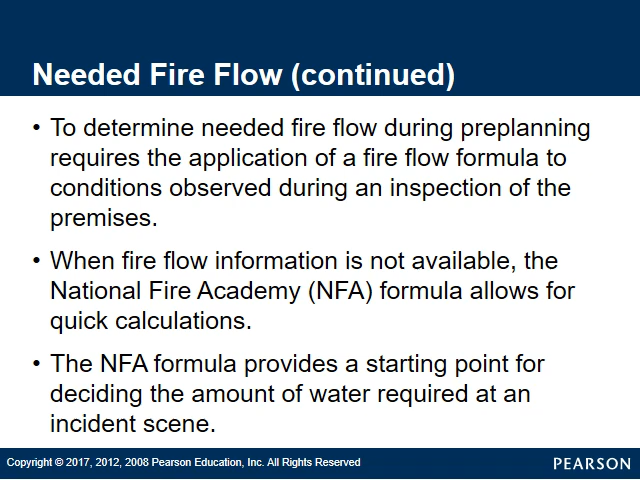 Needed Fire Flow (continued)
• To determine needed fire flow during preplanning
requires the application of a fire flow formula to
conditions observed during an inspection of the
premises.
• When fire flow information is not available, the
National Fire Academy (NFA) formula allows for
quick calculations.
• The NFA formula provides a starting point for
deciding the amount of water required at an
incident scene.
Copyright © 2017, 2012, 2008 Pearson Education, Inc. All Rights Reserved
PEARSON